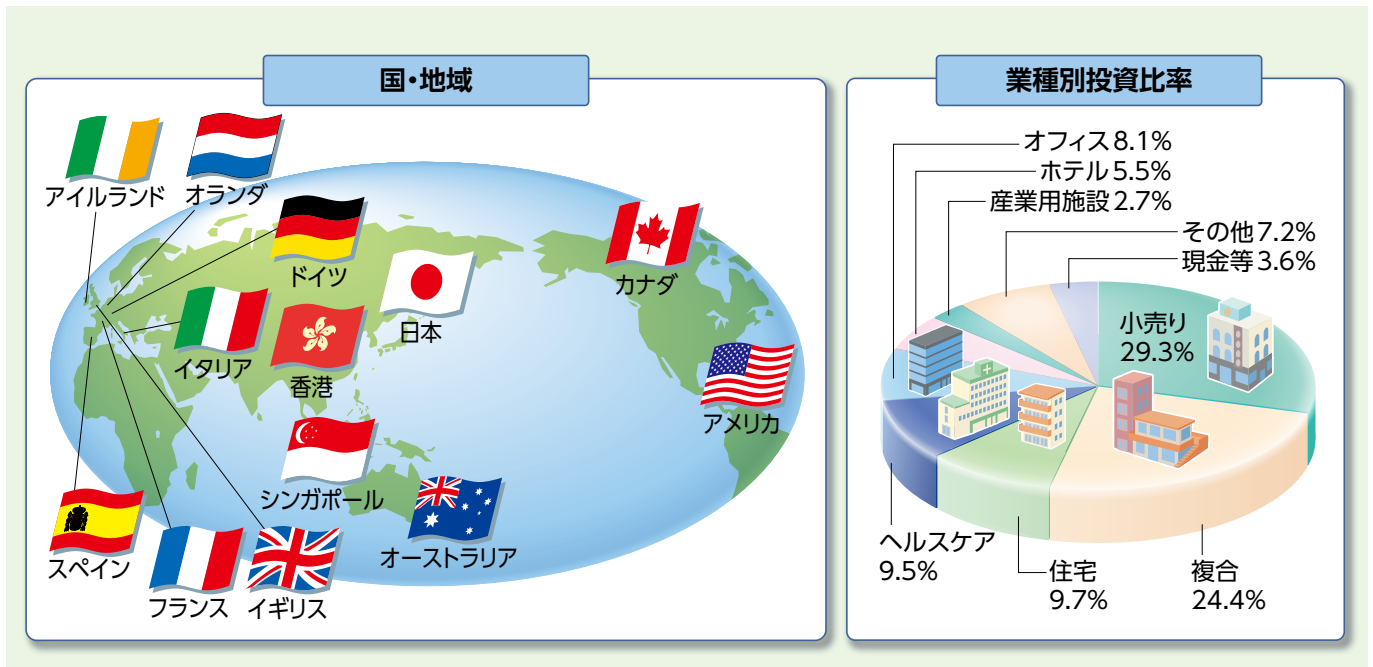 国・地域
アイルランド
オランダ
ドイツ
日本
カナダ
イタリア
香港
アメリカ
シンガポール
オーストラリア
スペイン
フランス
イギリス
業種別投資比率
オフィス8.1%
ホテル5.5%
産業用施設2.7%
その他7.2%
現金等3.6%
小売り
29.3%
ヘルスケア
9.5%
住宅
9.7%
複合
24.4%